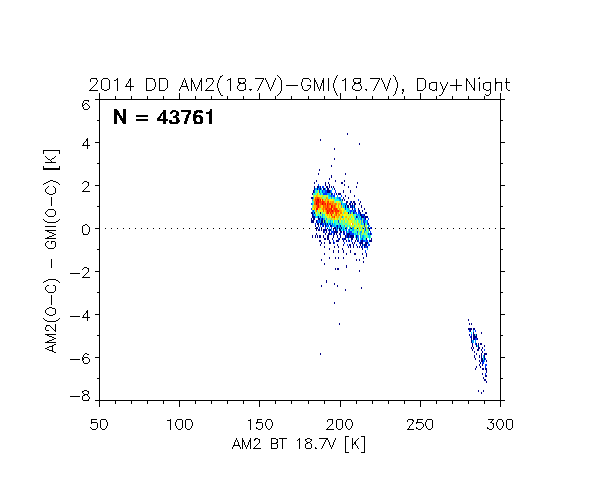 2014 DD AM2(18.7V)−GMI(18.7V), Day+Night
N = 43761
6
4
2
0
−2
−4
−6
−8
AM2(O−C) − GMI(O−C) [K]
50 100 150 200 250 300
AM2 BT 18.7V [K]